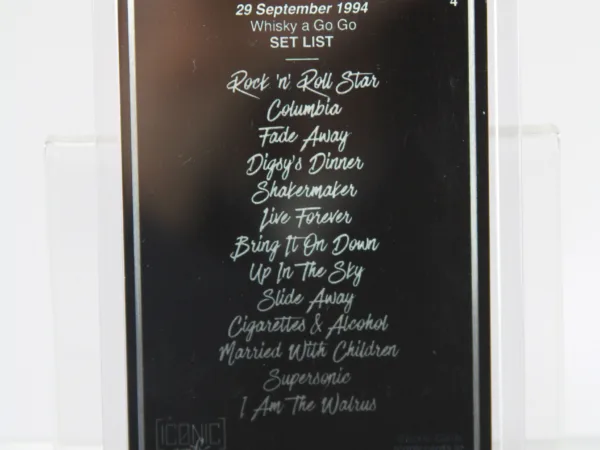 4
29 September 1994
Whisky a Go Go
SET LIST
Rock 'n' Roll Star
Columbia
Fade Away
Digsy's Dinner
Shakermaker
Live Forever
Bring It On Down
Up In The Sky
Slide Away
Cigarettes & Alcohol
Married With Children
Supersonic
I Am The Walrus
ICONIC